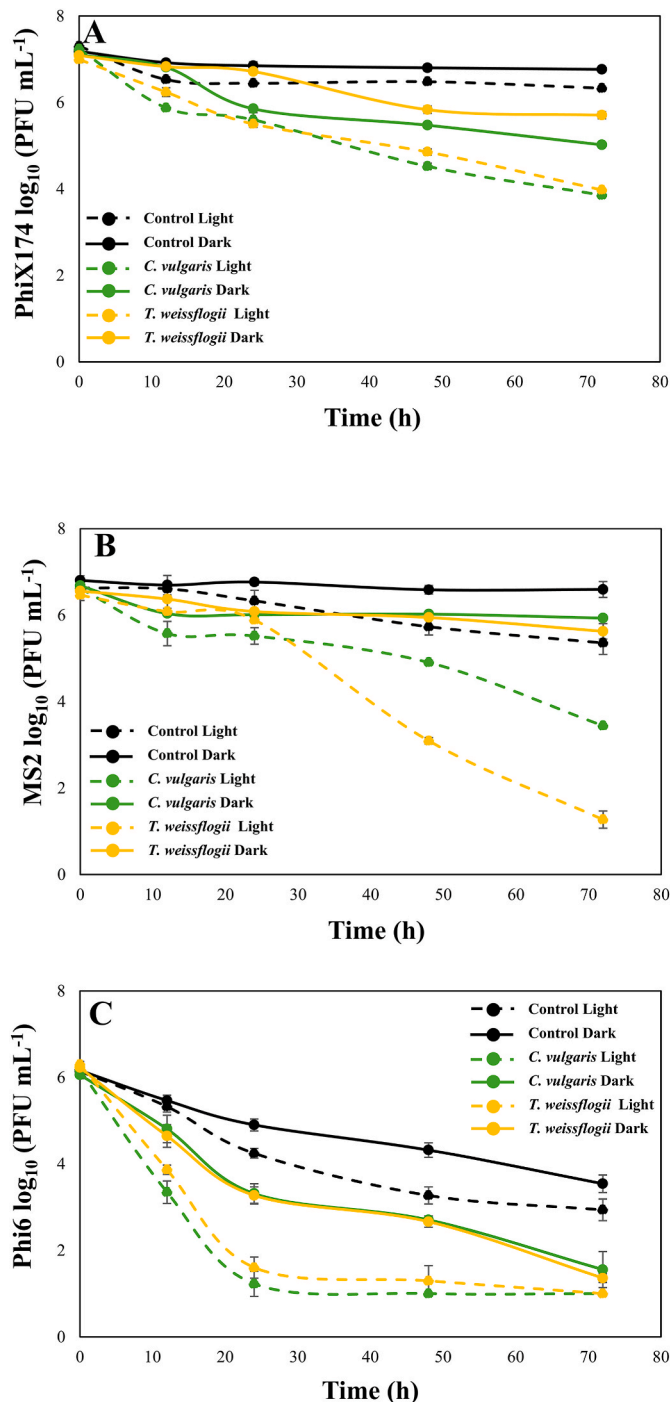 A
PhiX174 log10 (PFU mL-1)
8
6
4
2
0
Control Light
Control Dark
C. vulgaris Light
C. vulgaris Dark
T. weissflogii Light
T. weissflogii Dark
0 10 20 30 40 50 60 70 80
Time (h)
B
MS2 log10 (PFU mL-1)
8
6
4
2
0
Control Light
Control Dark
C. vulgaris Light
C. vulgaris Dark
T. weissflogii Light
T. weissflogii Dark
0 10 20 30 40 50 60 70 80
Time (h)
C
Phi6 log10 (PFU mL-1)
8
6
4
2
0
Control Light
Control Dark
C. vulgaris Light
C. vulgaris Dark
T. weissflogii Light
T. weissflogii Dark
0 10 20 30 40 50 60 70 80
Time (h)